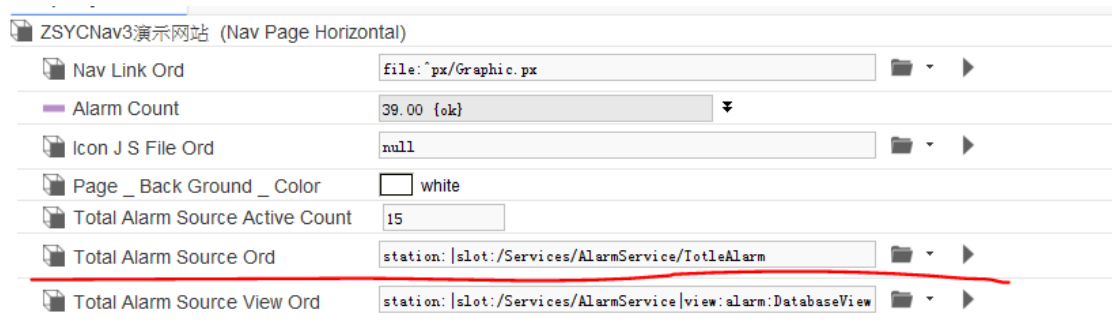 ZSYCNav3演示网站 (Nav Page Horizontal)
Nav Link Ord file:^px/Graphic.px
Alarm Count 39.00 {ok}
Icon J S File Ord null
Page _ Back Ground _ Color white
Total Alarm Source Active Count 15
Total Alarm Source Ord station:|slot:/Services/AlarmService/TotleAlarm
Total Alarm Source View Ord station:|slot:/Services/AlarmService|view:alarm:DatabaseView